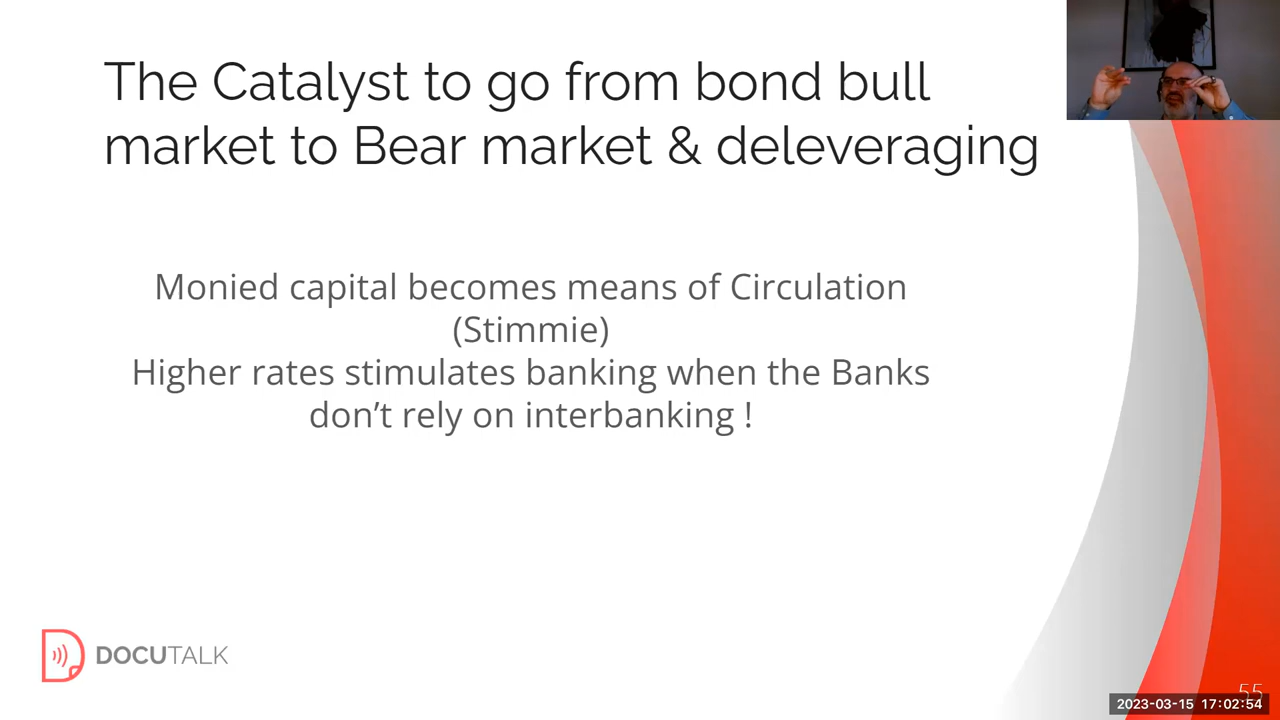 The Catalyst to go from bond bull
market to Bear market & deleveraging
Monied capital becomes means of Circulation
(Stimmie)
Higher rates stimulates banking when the Banks
don’t rely on interbanking !
DOCUTALK
55
2023-03-15 17:02:54